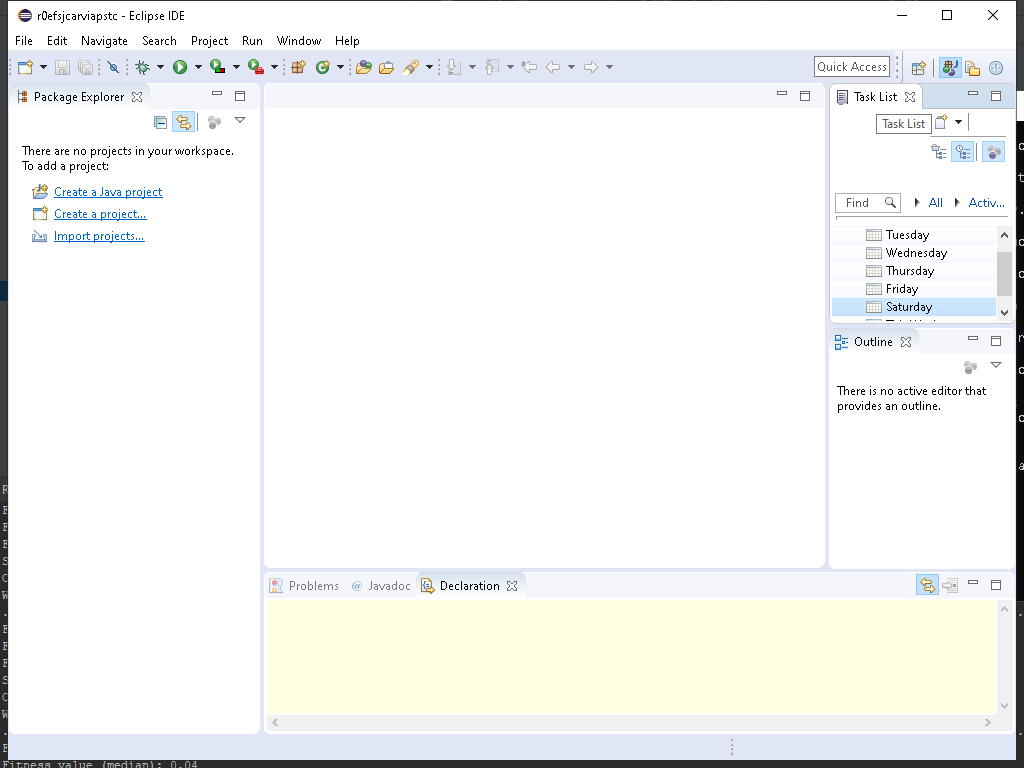 r0efsjcarviapstc - Eclipse IDE
File Edit Navigate Search Project Run Window Help
Quick Access
Package Explorer
Task List
Task List
There are no projects in your workspace.
To add a project:
Create a Java project
Create a project...
Import projects...
Find All Activ...
Tuesday
Wednesday
Thursday
Friday
Saturday
Outline
There is no active editor that
provides an outline.
Problems @ Javadoc Declaration
Fitness value (median): 0.04